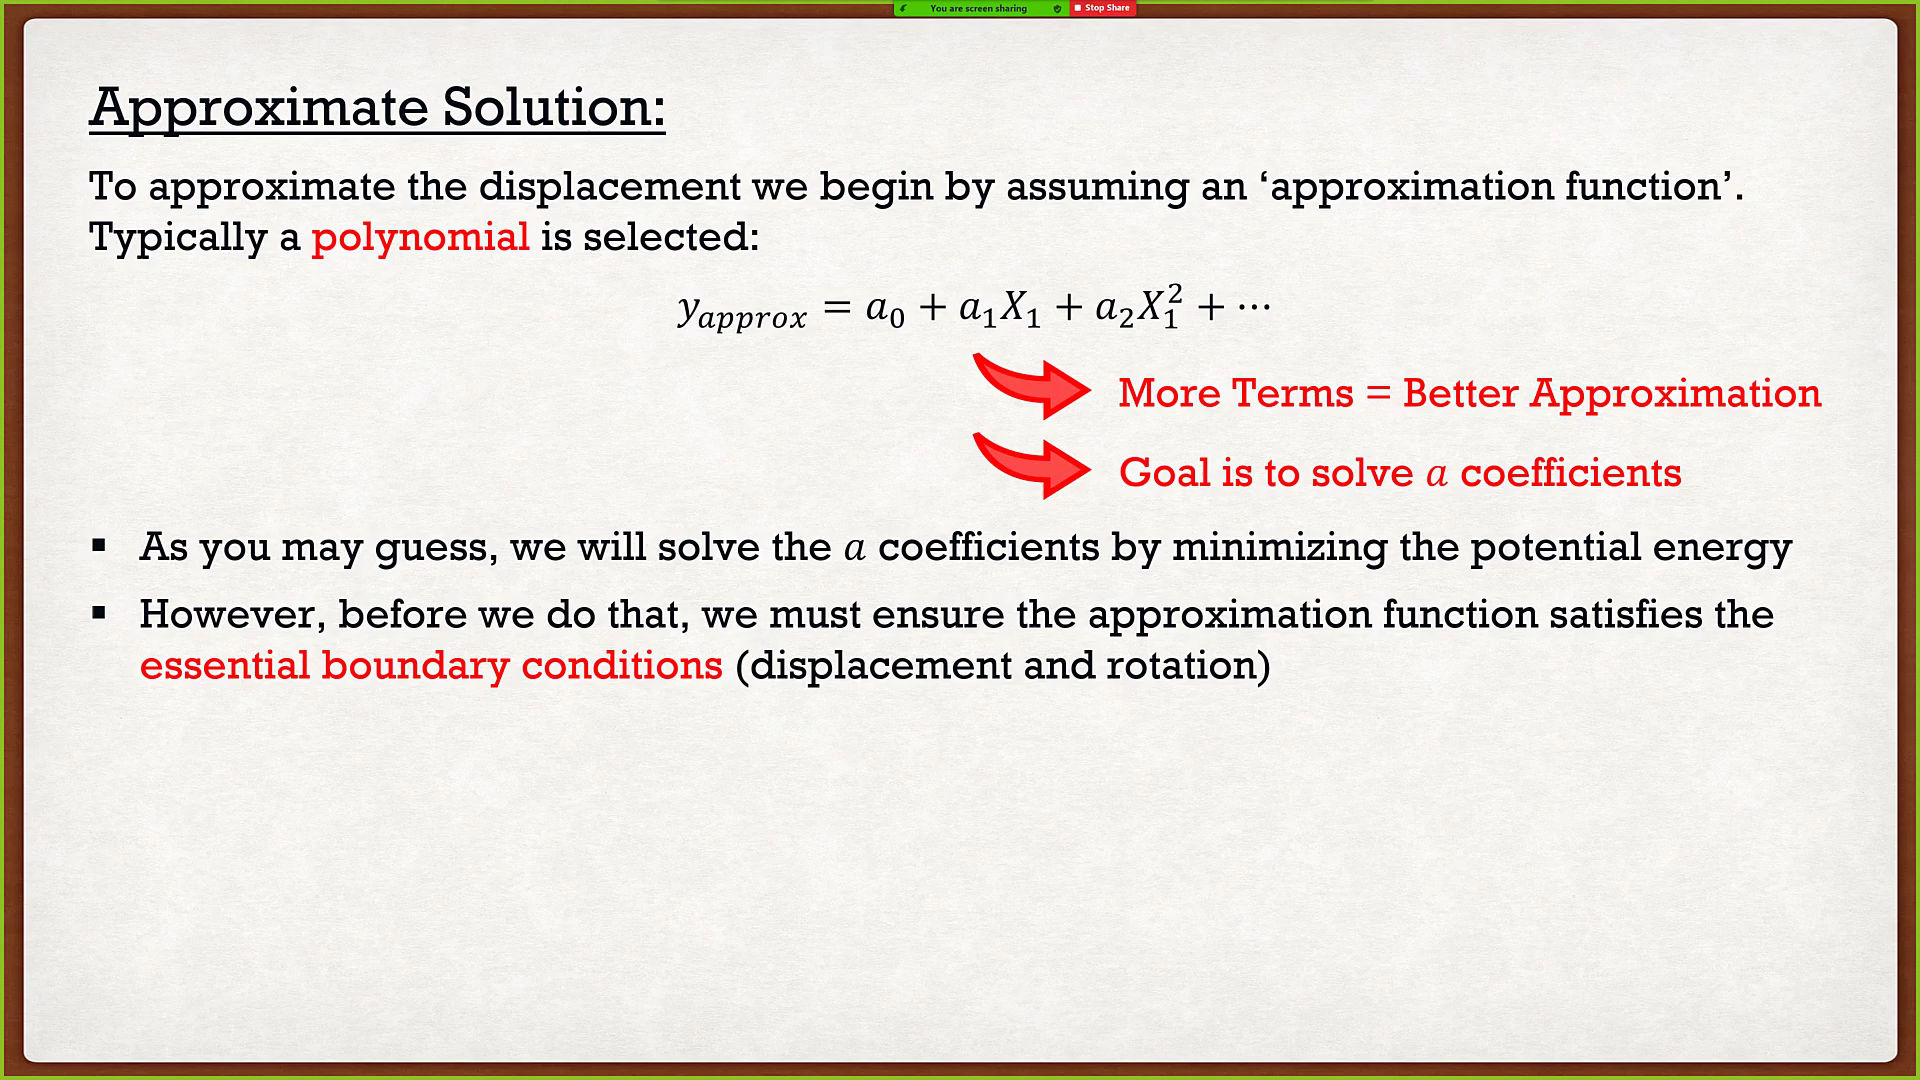 You are screen sharing
Stop Share
Approximate Solution:
To approximate the displacement we begin by assuming an ‘approximation function’.
Typically a polynomial is selected:
$y_{approx} = a_0 + a_1X_1 + a_2X_1^2 + \cdots$
More Terms = Better Approximation
Goal is to solve $a$ coefficients
▪ As you may guess, we will solve the $a$ coefficients by minimizing the potential energy
▪ However, before we do that, we must ensure the approximation function satisfies the
essential boundary conditions (displacement and rotation)